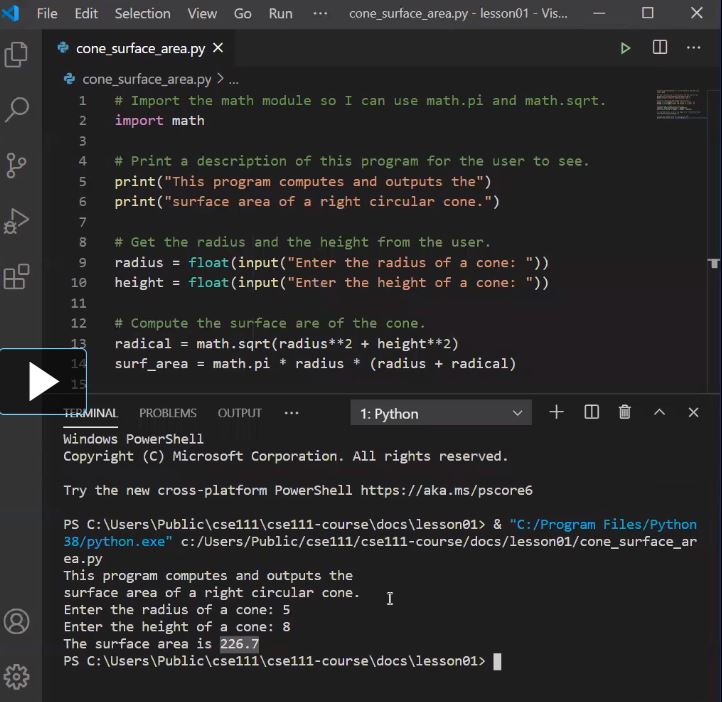 File Edit Selection View Go Run ··· cone_surface_area.py - lesson01 - Vis...
cone_surface_area.py
cone_surface_area.py > ...
1 # Import the math module so I can use math.pi and math.sqrt.
2 import math
3
4 # Print a description of this program for the user to see.
5 print("This program computes and outputs the")
6 print("surface area of a right circular cone.")
7
8 # Get the radius and the height from the user.
9 radius = float(input("Enter the radius of a cone: "))
10 height = float(input("Enter the height of a cone: "))
11
12 # Compute the surface are of the cone.
13 radical = math.sqrt(radius**2 + height**2)
14 surf_area = math.pi * radius * (radius + radical)
15
TERMINAL PROBLEMS OUTPUT ··· 1: Python
Windows PowerShell
Copyright (C) Microsoft Corporation. All rights reserved.
Try the new cross-platform PowerShell https://aka.ms/pscore6
PS C:\Users\Public\cse111\cse111-course\docs\lesson01> & "C:/Program Files/Python
38/python.exe" c:/Users/Public/cse111/cse111-course/docs/lesson01/cone_surface_ar
ea.py
This program computes and outputs the
surface area of a right circular cone.
Enter the radius of a cone: 5
Enter the height of a cone: 8
The surface area is 226.7
PS C:\Users\Public\cse111\cse111-course\docs\lesson01>